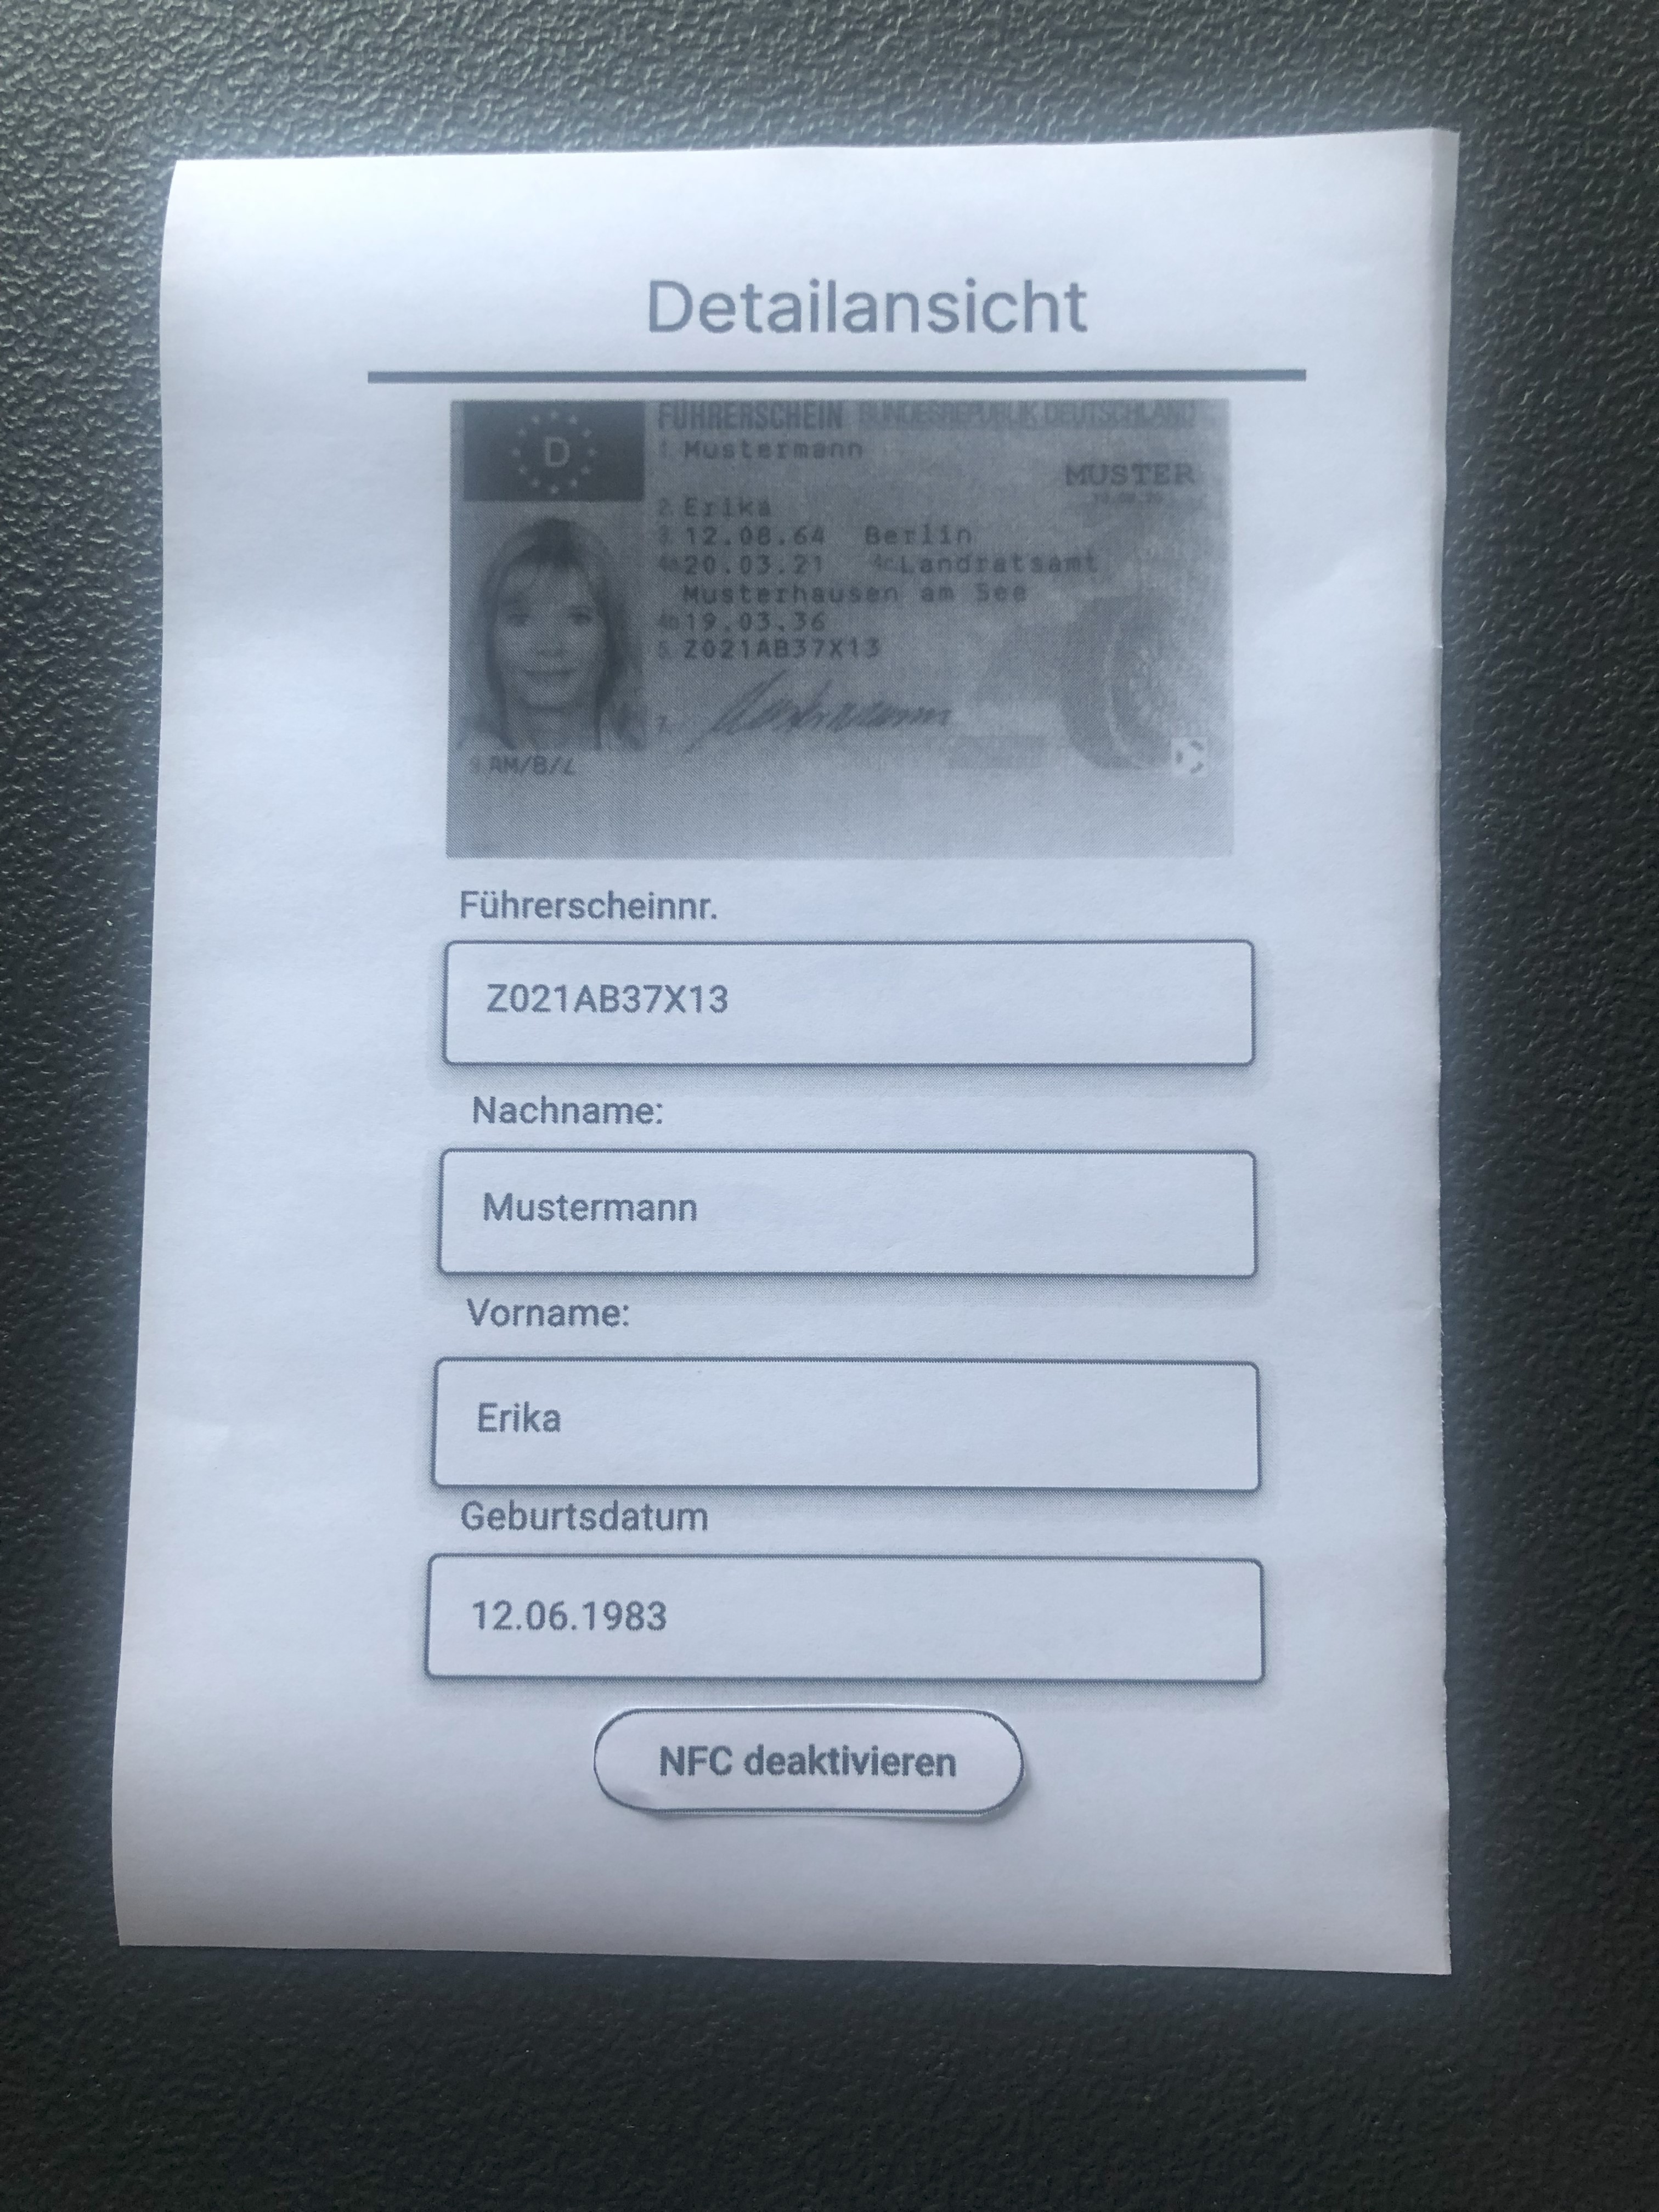 Detailansicht
D
FÜHRERSCHEIN BUNDESREPUBLIK DEUTSCHLAND
1. Mustermann
MUSTER
2. Erika
3. 12.08.64 Berlin
4a 20.03.21 4c Landratsamt
Musterhausen am See
4b 19.03.36
5. Z021AB37X13
7. Mustermann
9. AM/B/L
Führerscheinnr.
Z021AB37X13
Nachname:
Mustermann
Vorname:
Erika
Geburtsdatum
12.06.1983
NFC deaktivieren